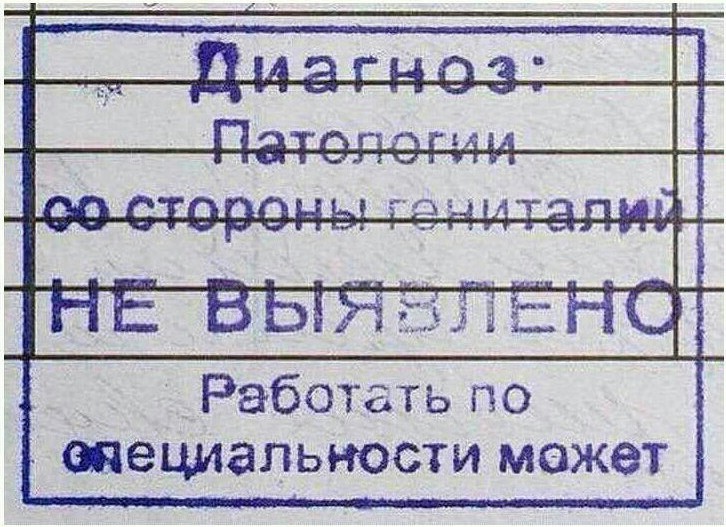 Диагноз:
Патологии
со стороны гениталий
НЕ ВЫЯВЛЕНО
Работать по
специальности может